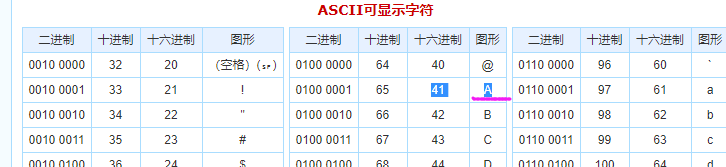 ASCII可显示字符
二进制 十进制 十六进制 图形 二进制 十进制 十六进制 图形 二进制 十进制 十六进制 图形
0010 0000 32 20 (空格) (␠) 0100 0000 64 40 @ 0110 0000 96 60 `
0010 0001 33 21 ! 0100 0001 65 41 A 0110 0001 97 61 a
0010 0010 34 22 " 0100 0010 66 42 B 0110 0010 98 62 b
0010 0011 35 23 # 0100 0011 67 43 C 0110 0011 99 63 c
0010 0100 36 24 $ 0100 0100 68 44 D 0110 0100 100 64 d